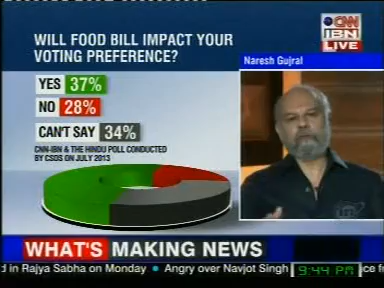 WILL FOOD BILL IMPACT YOUR
VOTING PREFERENCE?
CNN
IBN
LIVE
Naresh Gujral
YES 37%
NO 28%
CAN'T SAY 34%
CNN-IBN & THE HINDU POLL CONDUCTED
BY CSDS ON JULY 2013
WHAT'S MAKING NEWS
d in Rajya Sabha on Monday • Angry over Navjot Singh
9:44 PM
ice f